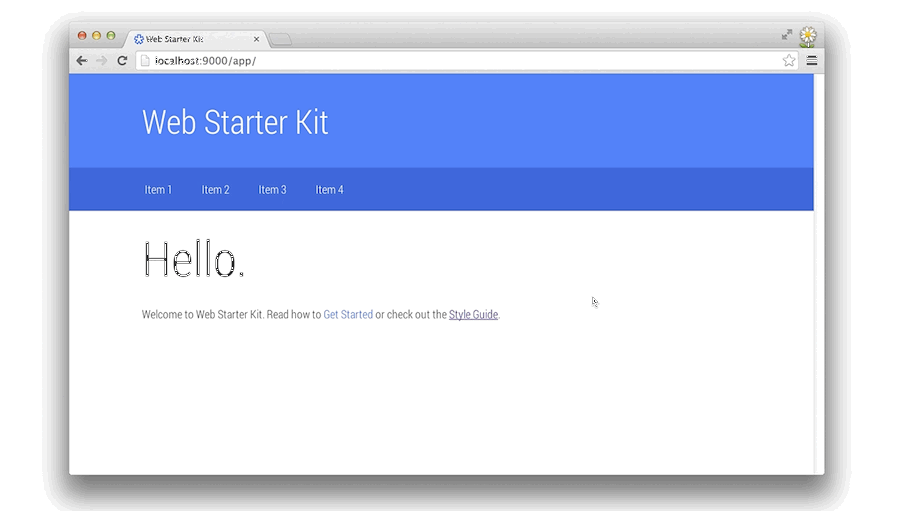 Web Starter Kit
localhost:9000/app/
Web Starter Kit
Item 1 Item 2 Item 3 Item 4
Hello.
Welcome to Web Starter Kit. Read how to Get Started or check out the Style Guide.